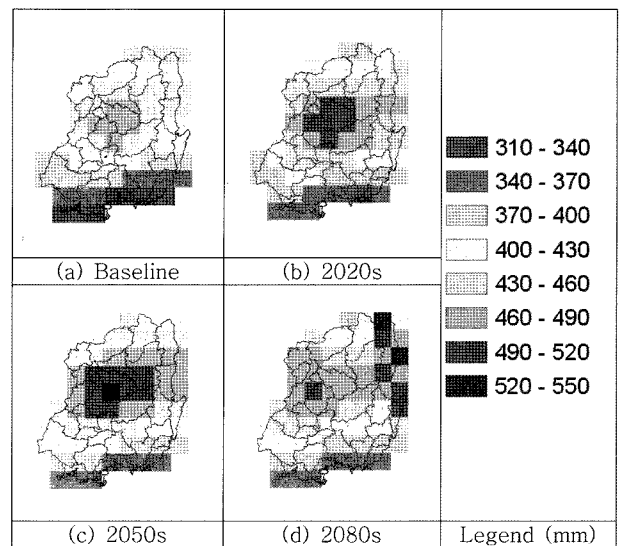 310 - 340
340 - 370
370 - 400
400 - 430
430 - 460
460 - 490
490 - 520
520 - 550
(a) Baseline
(b) 2020s
(c) 2050s
(d) 2080s
Legend (mm)